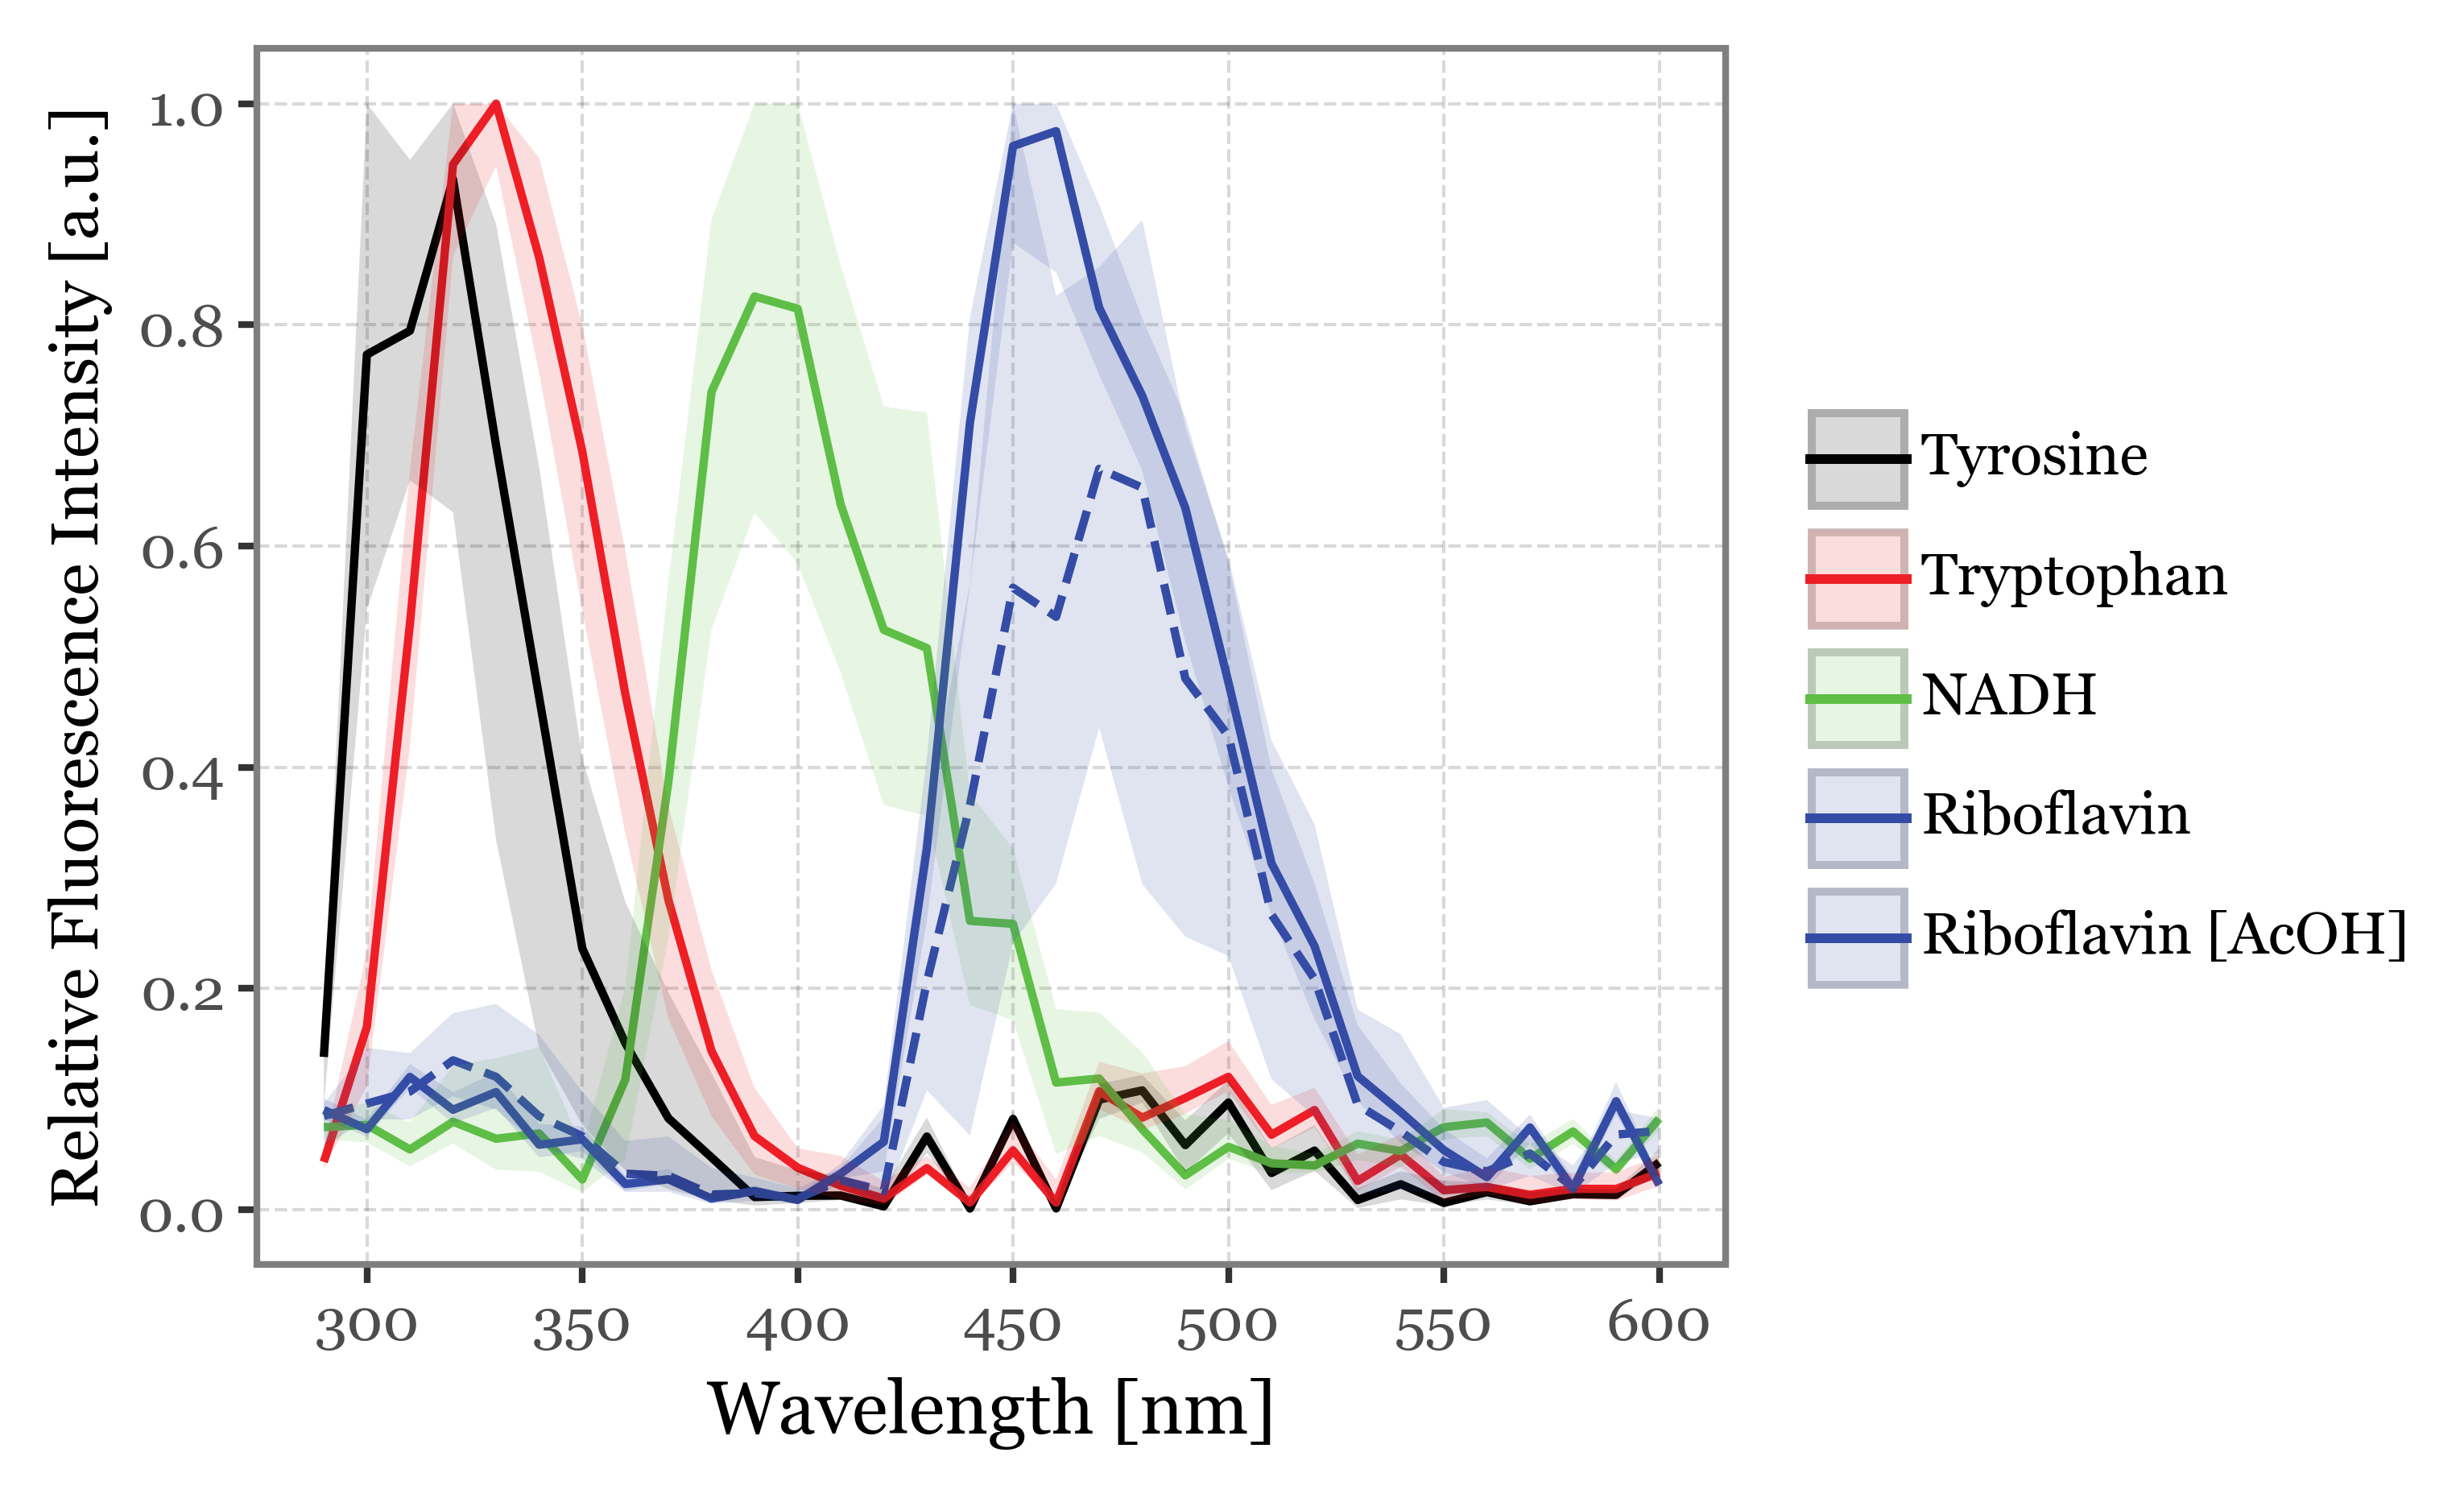 Relative Fluorescence Intensity [a.u.]
1.0
0.8
0.6
0.4
0.2
0.0
300 350 400 450 500 550 600
Wavelength [nm]
Tyrosine
Tryptophan
NADH
Riboflavin
Riboflavin [AcOH]